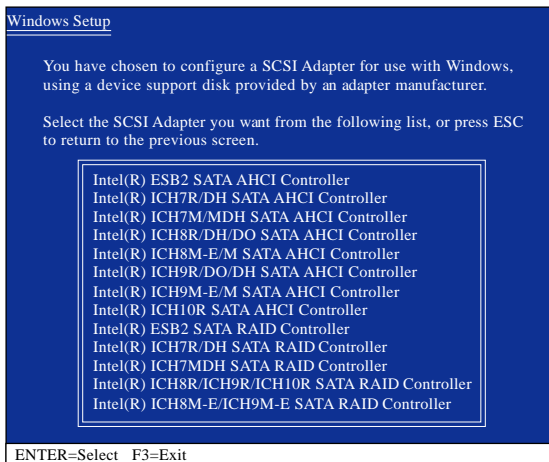 Windows Setup
You have chosen to configure a SCSI Adapter for use with Windows,
using a device support disk provided by an adapter manufacturer.
Select the SCSI Adapter you want from the following list, or press ESC
to return to the previous screen.
Intel(R) ESB2 SATA AHCI Controller
Intel(R) ICH7R/DH SATA AHCI Controller
Intel(R) ICH7M/MDH SATA AHCI Controller
Intel(R) ICH8R/DH/DO SATA AHCI Controller
Intel(R) ICH8M-E/M SATA AHCI Controller
Intel(R) ICH9R/DO/DH SATA AHCI Controller
Intel(R) ICH9M-E/M SATA AHCI Controller
Intel(R) ICH10R SATA AHCI Controller
Intel(R) ESB2 SATA RAID Controller
Intel(R) ICH7R/DH SATA RAID Controller
Intel(R) ICH7MDH SATA RAID Controller
Intel(R) ICH8R/ICH9R/ICH10R SATA RAID Controller
Intel(R) ICH8M-E/ICH9M-E SATA RAID Controller
ENTER=Select F3=Exit